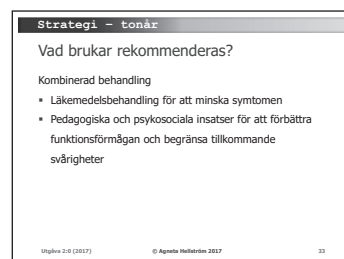 Strategi – tonår
Vad brukar rekommenderas?
Kombinerad behandling
▪ Läkemedelsbehandling för att minska symtomen
▪ Pedagogiska och psykosociala insatser för att förbättra
funktionsförmågan och begränsa tillkommande
svårigheter
Utgåva 2:0 (2017) © Agneta Hellström 2017 33